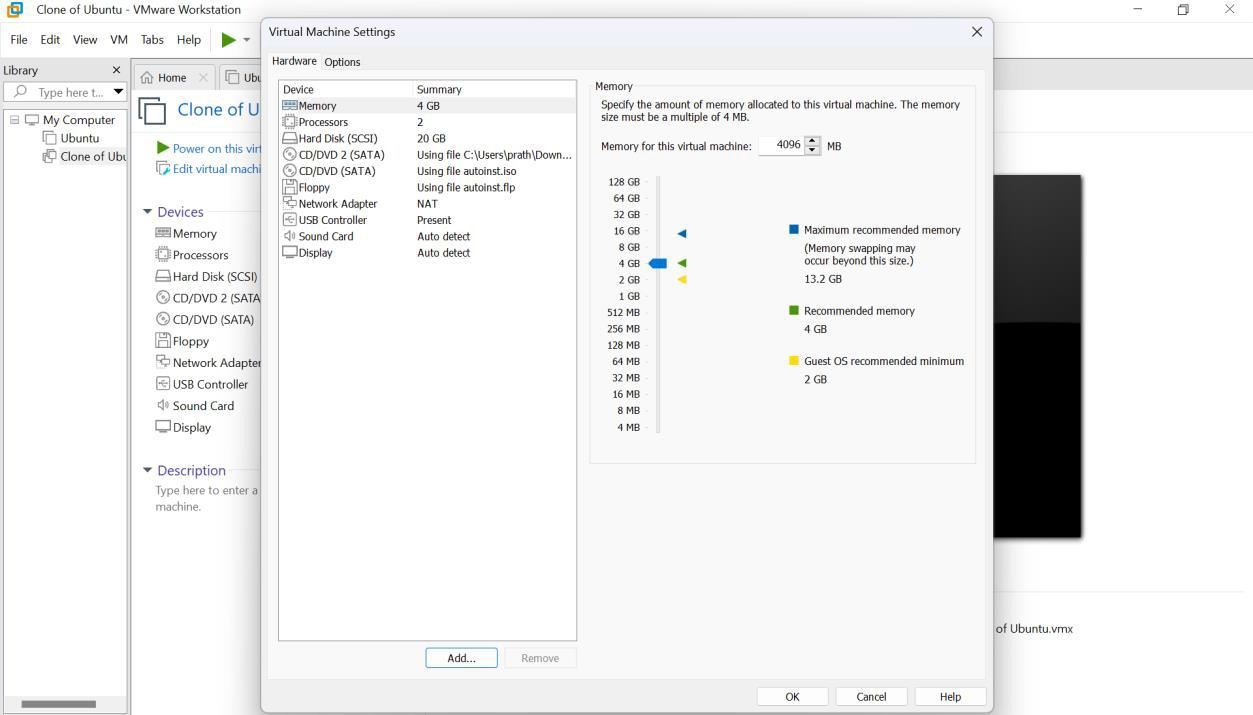 Clone of Ubuntu - VMware Workstation
File Edit View VM Tabs Help
Library
Type here t...
My Computer
Ubuntu
Clone of Ubu
Home
Ubu
Clone of U
Power on this virt
Edit virtual machi
Devices
Memory
Processors
Hard Disk (SCSI)
CD/DVD 2 (SATA
CD/DVD (SATA)
Floppy
Network Adapter
USB Controller
Sound Card
Display
Description
Type here to enter a
machine.
Virtual Machine Settings
Hardware Options
Device Summary
Memory 4 GB
Processors 2
Hard Disk (SCSI) 20 GB
CD/DVD 2 (SATA) Using file C:\Users\prath\Down...
CD/DVD (SATA) Using file autoinst.iso
Floppy Using file autoinst.flp
Network Adapter NAT
USB Controller Present
Sound Card Auto detect
Display Auto detect
Add... Remove
Memory
Specify the amount of memory allocated to this virtual machine. The memory
size must be a multiple of 4 MB.
Memory for this virtual machine: 4096 MB
128 GB
64 GB
32 GB
16 GB
8 GB
4 GB
2 GB
1 GB
512 MB
256 MB
128 MB
64 MB
32 MB
16 MB
8 MB
4 MB
Maximum recommended memory
(Memory swapping may
occur beyond this size.)
13.2 GB
Recommended memory
4 GB
Guest OS recommended minimum
2 GB
OK Cancel Help
of Ubuntu.vmx